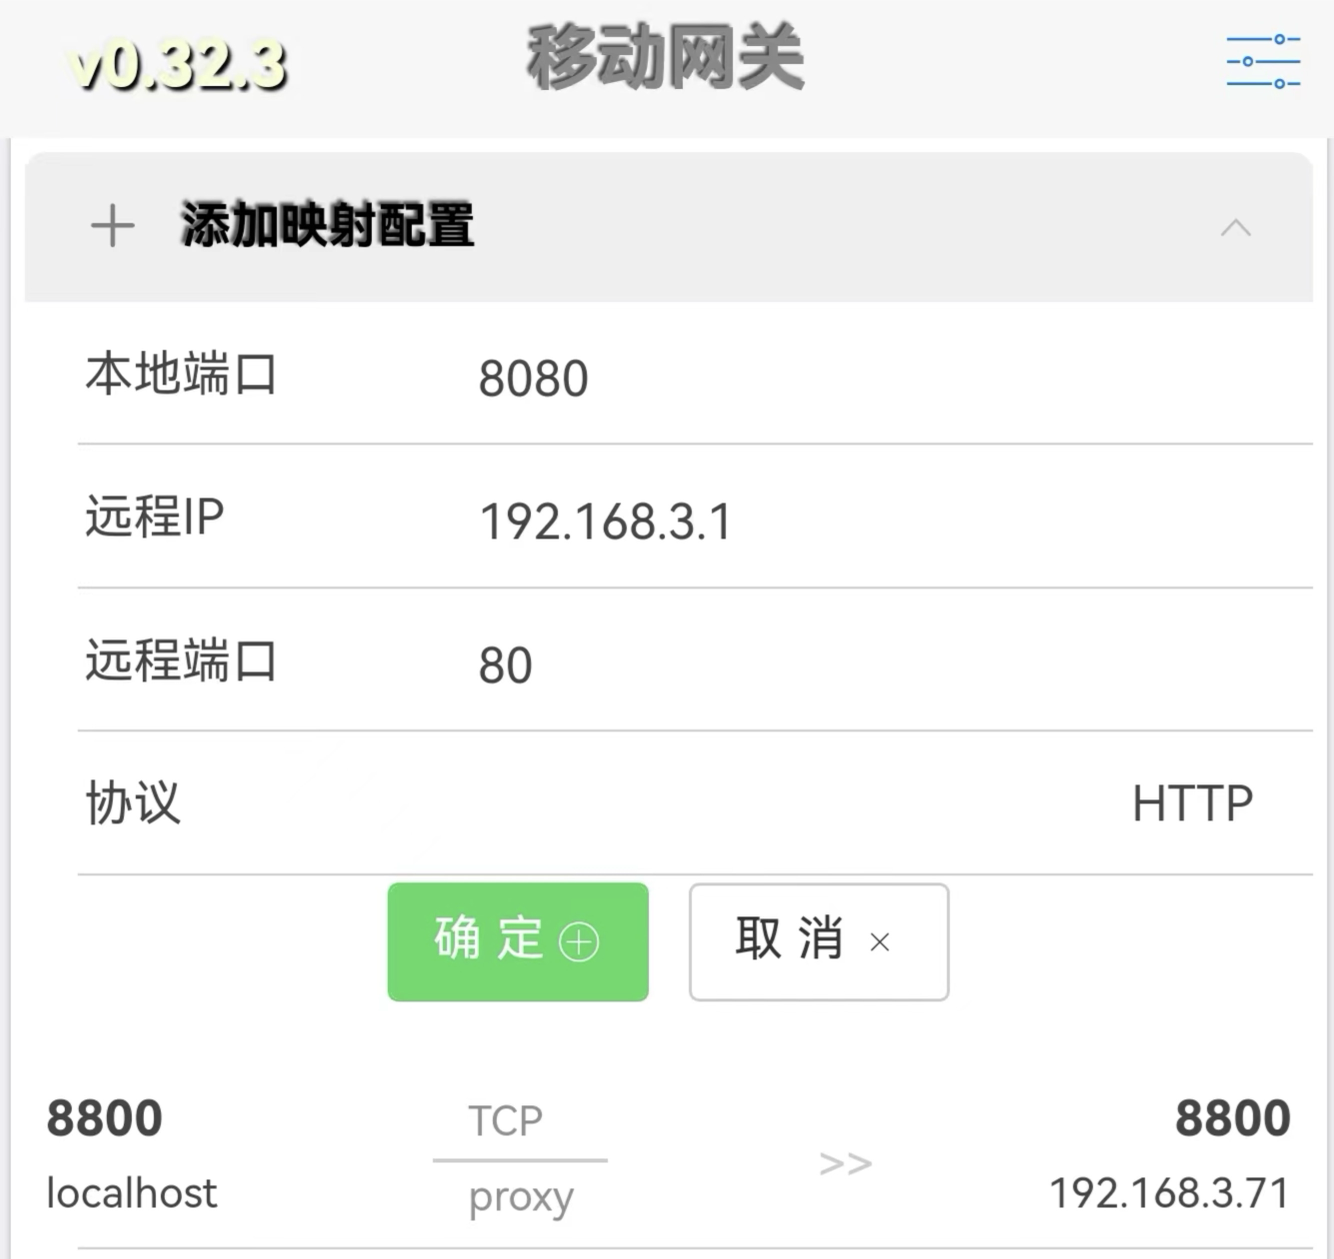 v0.32.3 移动网关
添加映射配置
本地端口 8080
远程IP 192.168.3.1
远程端口 80
协议 HTTP
确定 取消
8800 TCP 8800
localhost proxy >> 192.168.3.71